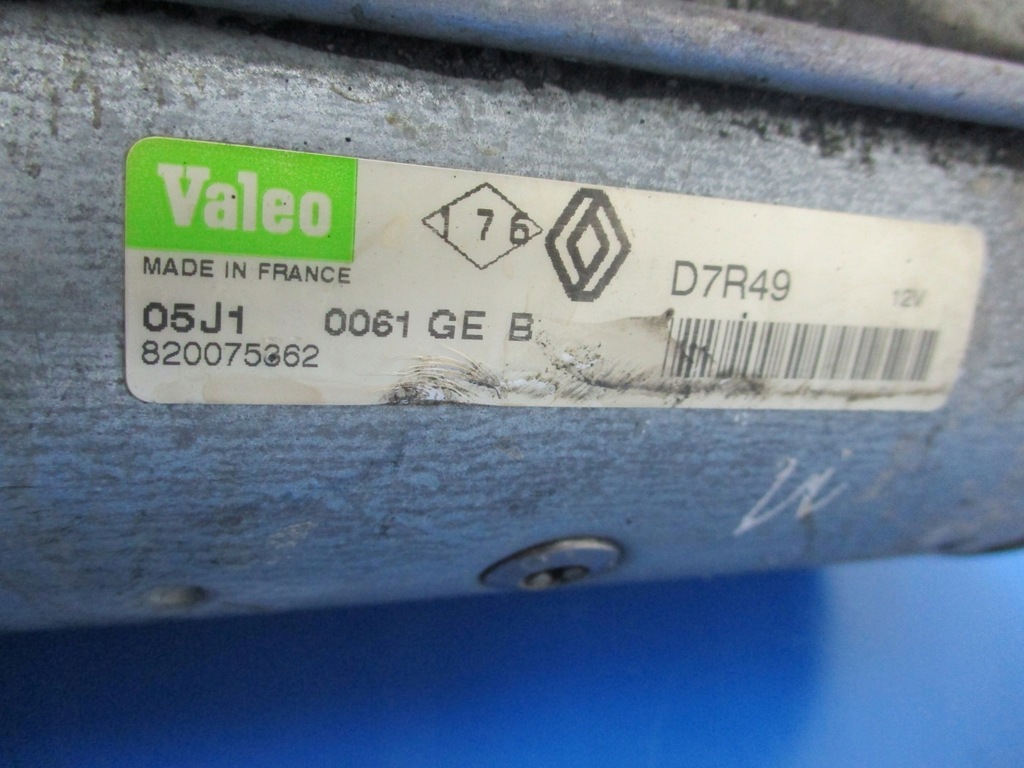 Valeo
MADE IN FRANCE
176
D7R49
12V
05J1 0061 GE B
820075362